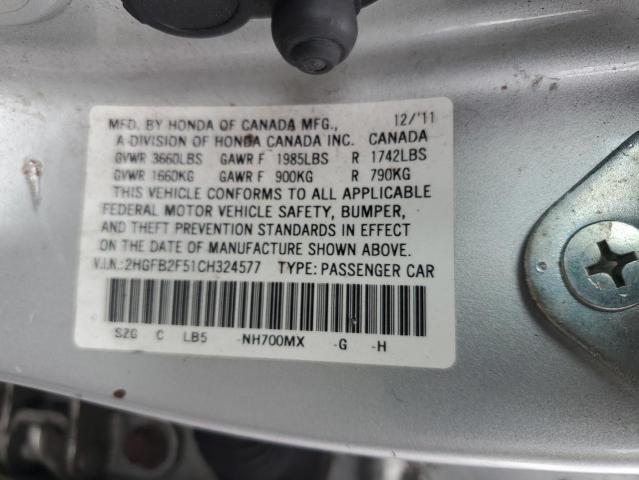 MFD. BY HONDA OF CANADA MFG., 12/'11
A DIVISION OF HONDA CANADA INC. CANADA
GVWR 3660LBS GAWR F 1985LBS R 1742LBS
GVWR 1660KG GAWR F 900KG R 790KG
THIS VEHICLE CONFORMS TO ALL APPLICABLE
FEDERAL MOTOR VEHICLE SAFETY, BUMPER,
AND THEFT PREVENTION STANDARDS IN EFFECT
ON THE DATE OF MANUFACTURE SHOWN ABOVE.
V.I.N.:2HGFB2F51CH324577 TYPE: PASSENGER CAR
SZG C LB5 -NH700MX -G -H